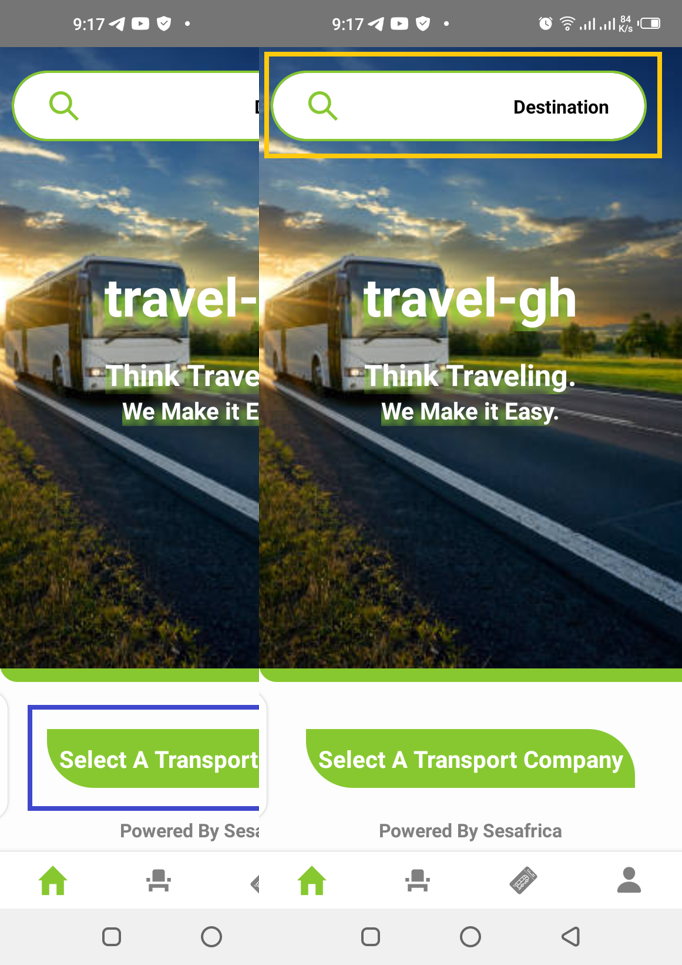 9:17
9:17
84
K/s
D
Destination
travel-
travel-gh
Think Trave
Think Traveling.
We Make it E
We Make it Easy.
Select A Transport
Select A Transport Company
Powered By Sesa
Powered By Sesafrica